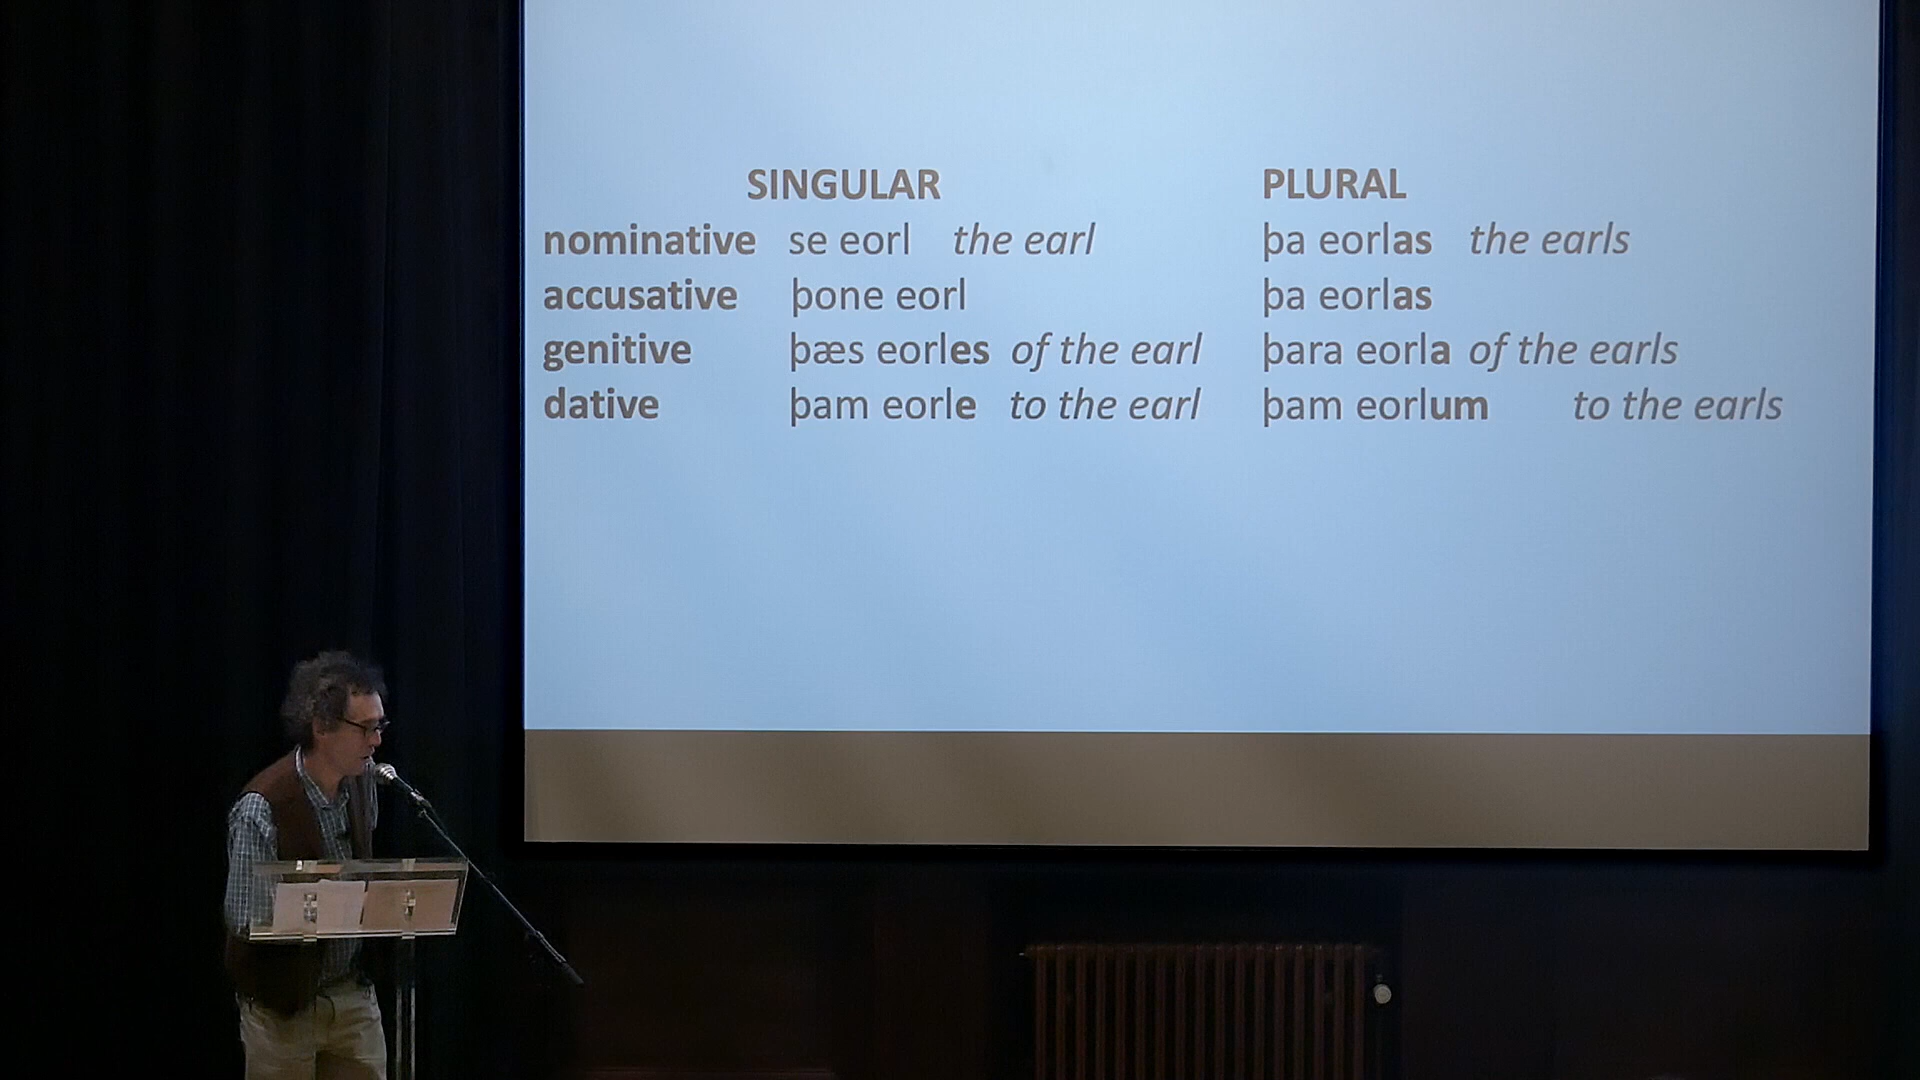 SINGULAR PLURAL
nominative se eorl the earl þa eorlas the earls
accusative þone eorl þa eorlas
genitive þæs eorles of the earl þara eorla of the earls
dative þam eorle to the earl þam eorlum to the earls